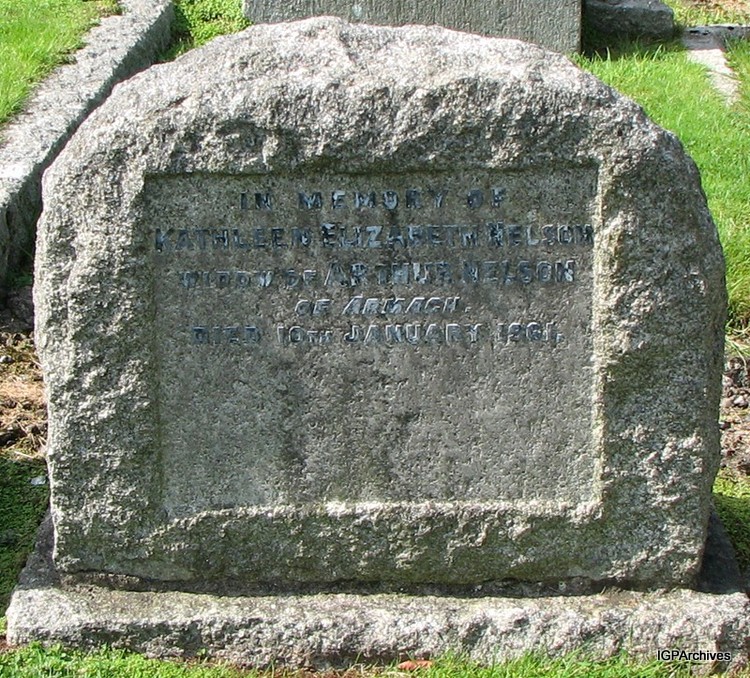 IN MEMORY OF
KATHLEEN ELIZABETH NELSON
WIDOW OF ARTHUR NELSON
OF ARMAGH.
DIED 10TH JANUARY 1961.
IGPArchives